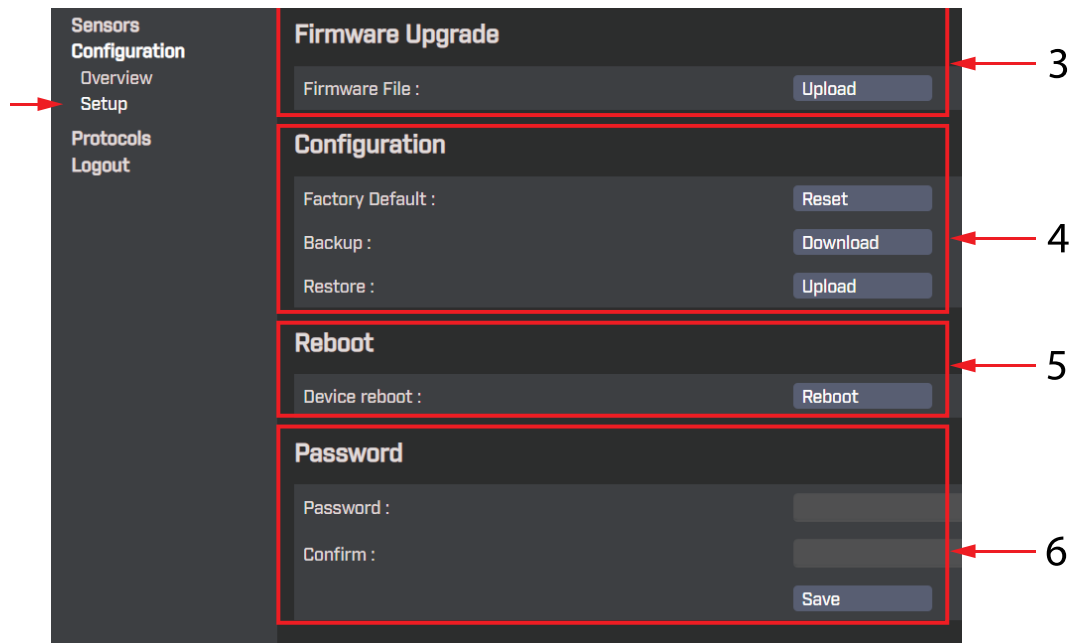 Sensors
Configuration
Overview
Setup
Protocols
Logout
Firmware Upgrade
Firmware File :
Upload
3
Configuration
Factory Default :
Reset
Backup :
Download
Restore :
Upload
4
Reboot
Device reboot :
Reboot
5
Password
Password :
Confirm :
Save
6